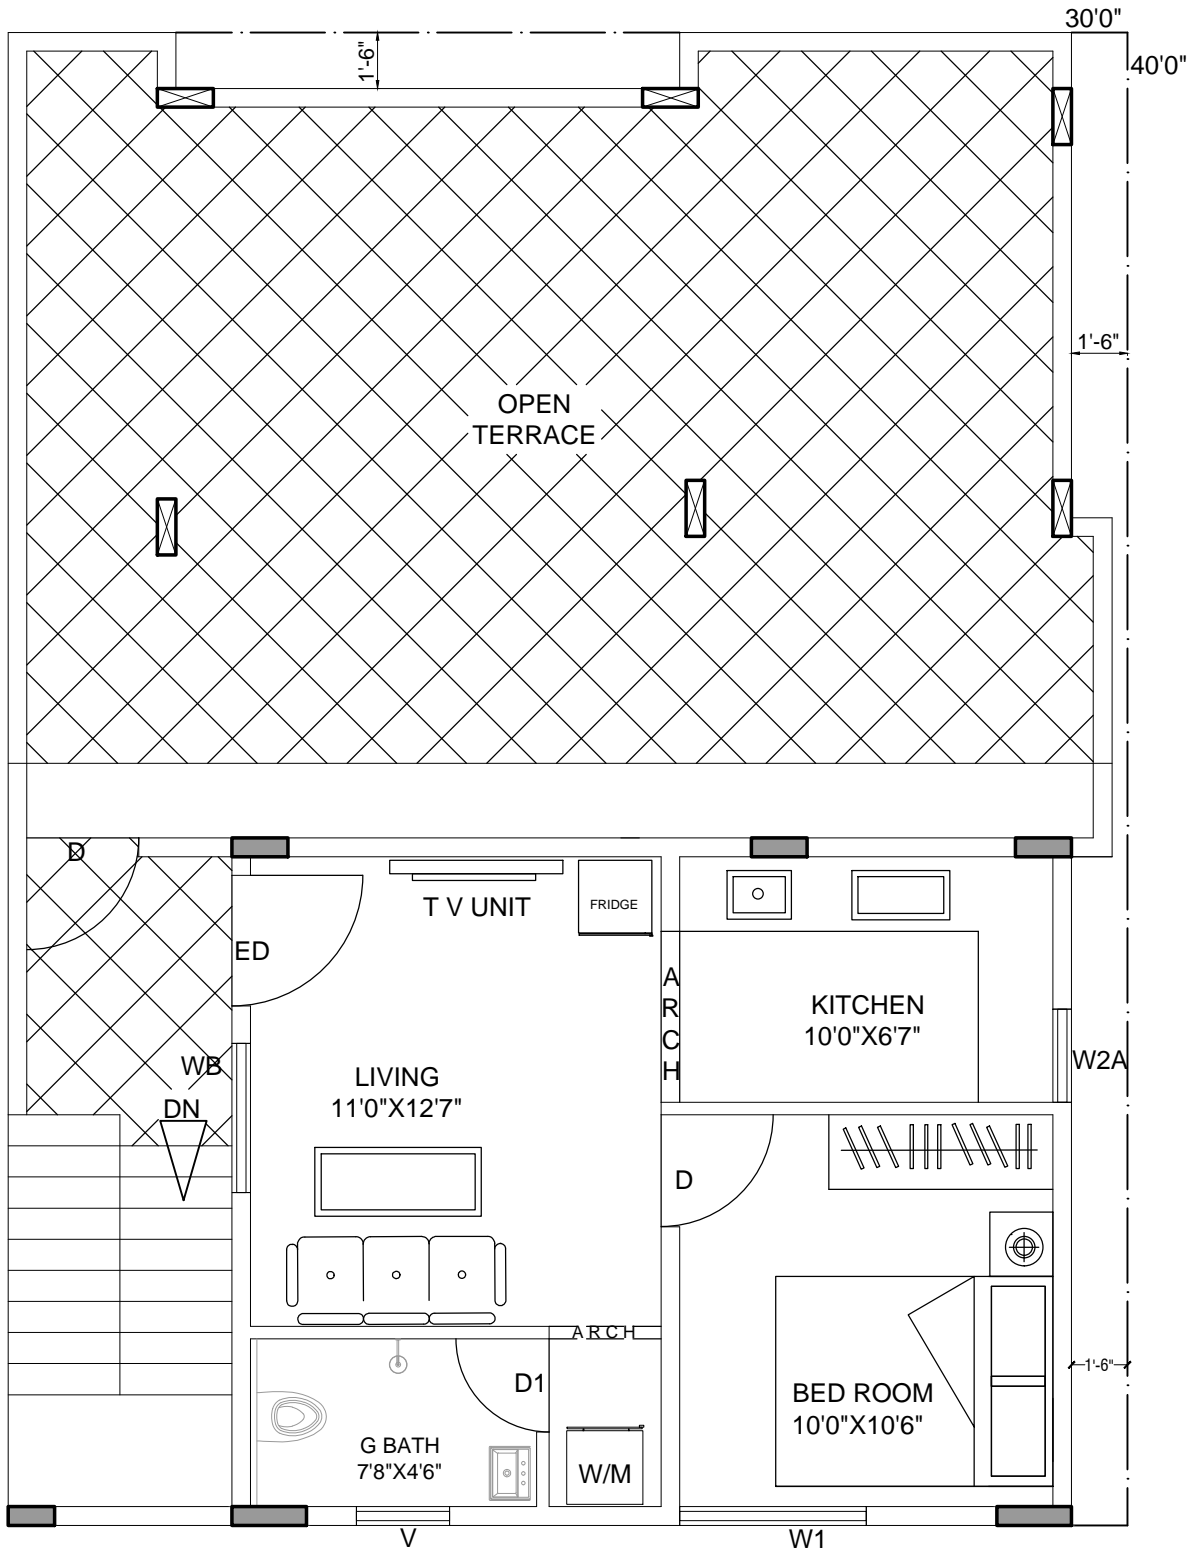 30'0"
1'-6"
40'0"
1'-6"
OPEN
TERRACE
D
T V UNIT
FRIDGE
ED
ARCH
KITCHEN
10'0"X6'7"
WB
W2A
LIVING
11'0"X12'7"
DN
D
ARCH
1'-6"
D1
BED ROOM
10'0"X10'6"
G BATH
7'8"X4'6"
W/M
V
W1